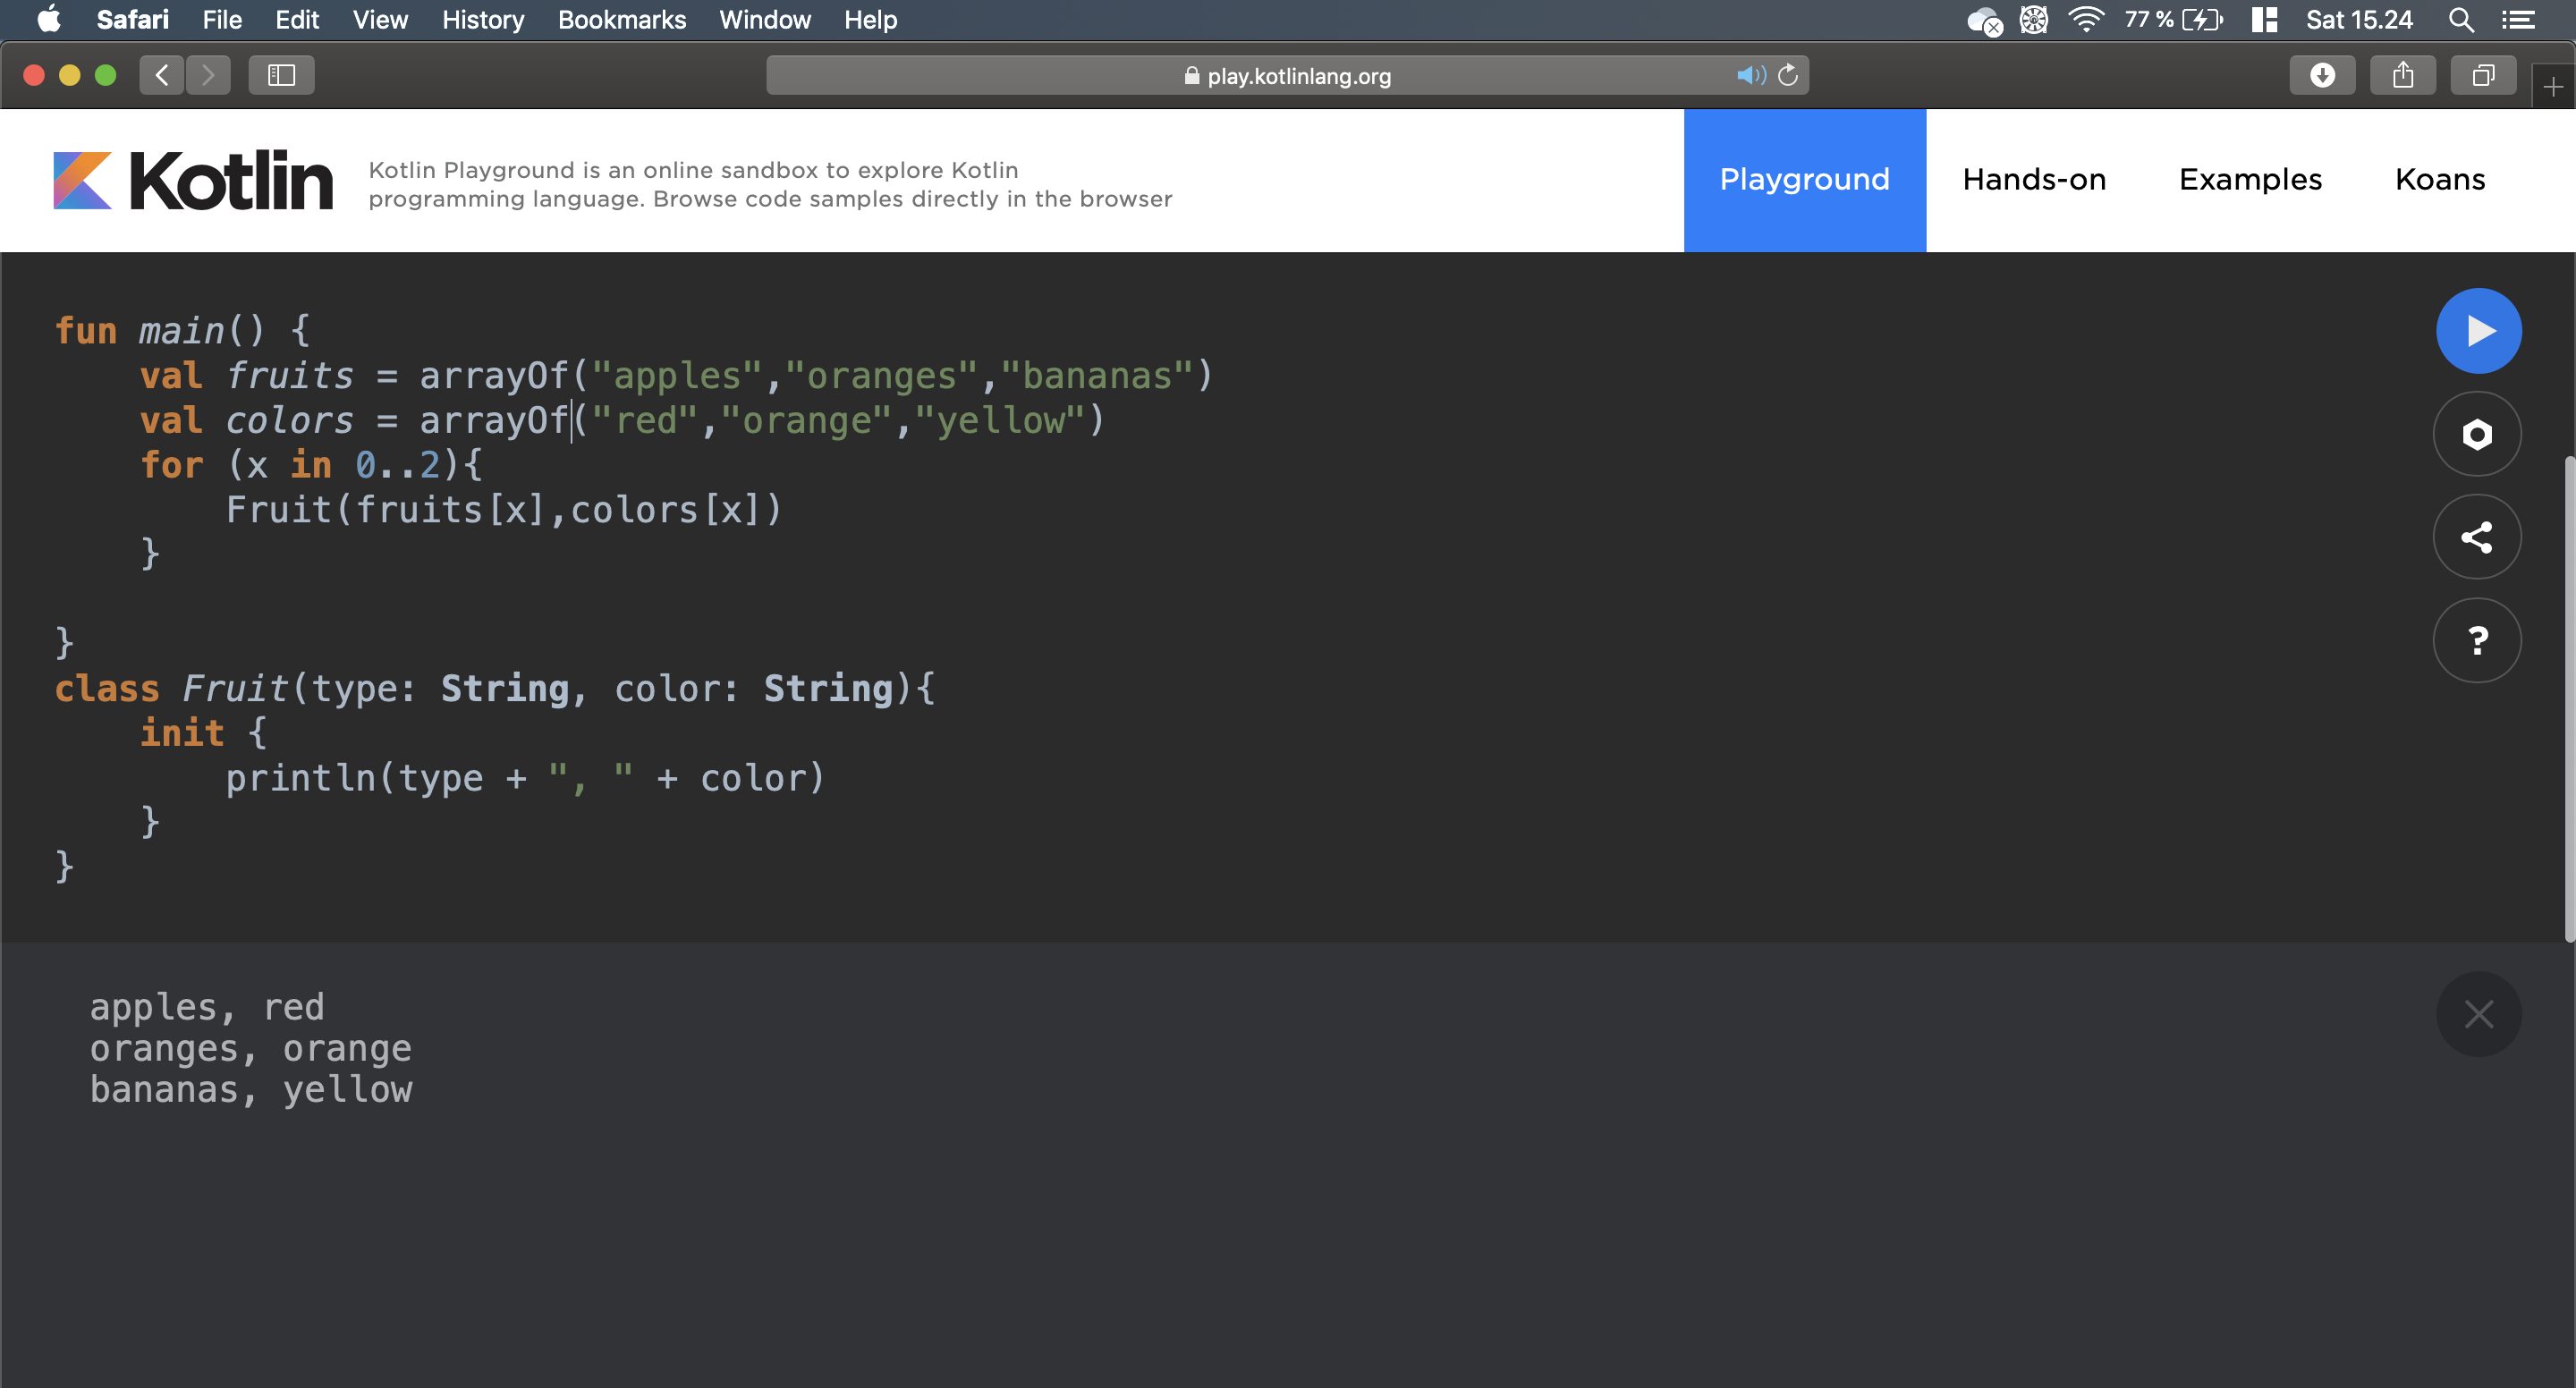 Safari File Edit View History Bookmarks Window Help 77 % Sat 15.24
play.kotlinlang.org
Kotlin
Kotlin Playground is an online sandbox to explore Kotlin
programming language. Browse code samples directly in the browser
Playground Hands-on Examples Koans
fun main() {
    val fruits = arrayOf("apples","oranges","bananas")
    val colors = arrayOf("red","orange","yellow")
    for (x in 0..2){
        Fruit(fruits[x],colors[x])
    }
}
class Fruit(type: String, color: String){
    init {
        println(type + ", " + color)
    }
}
?
apples, red
oranges, orange
bananas, yellow